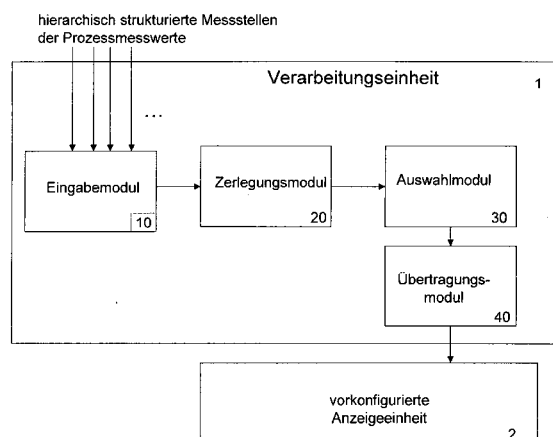 hierarchisch strukturierte Messstellen
der Prozessmesswerte
Verarbeitungseinheit
1
...
Eingabemodul
10
Zerlegungsmodul
20
Auswahlmodul
30
Übertragungs-
modul
40
vorkonfigurierte
Anzeigeeinheit
2